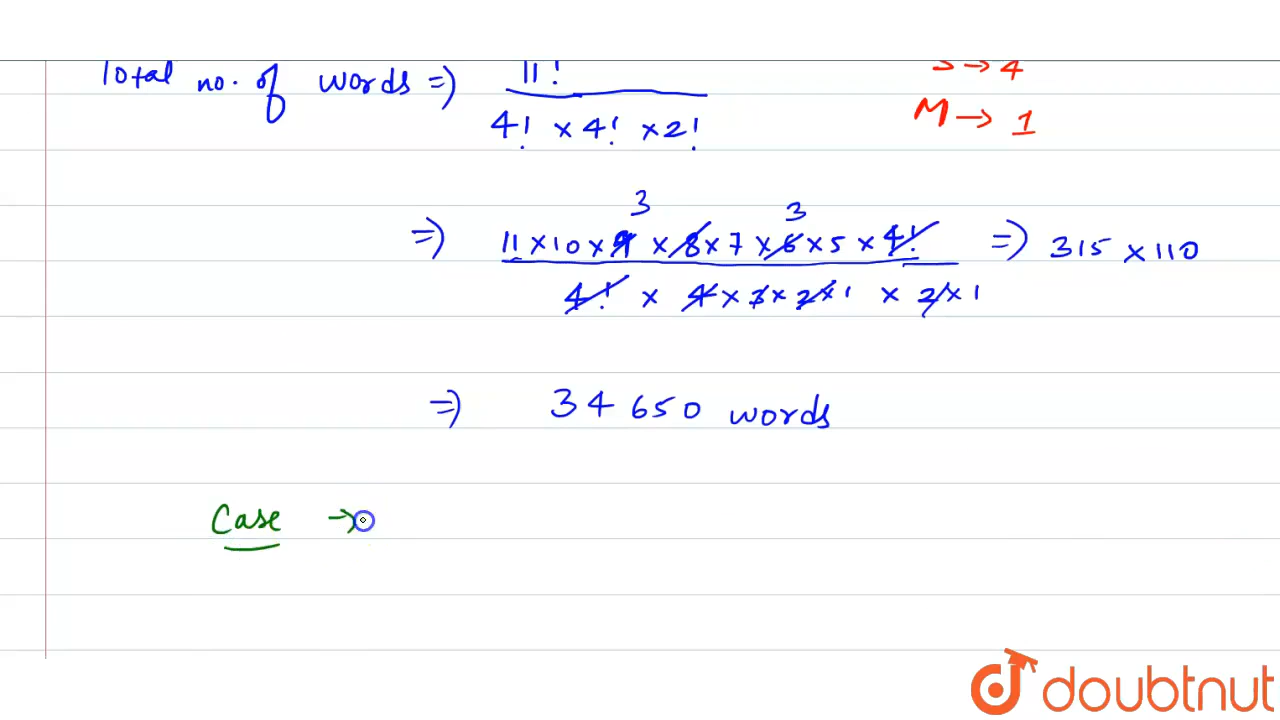 Total no. of words ⇒ 11! / 4! × 4! × 2!
S → 4
M → 1
3 3
⇒ 11 × 10 × 9 × 8 × 7 × 6 × 5 × 4! / 4! × 4 × 3 × 2 × 1 × 2 × 1 ⇒ 315 × 110
⇒ 34650 words
Case →
doubtnut